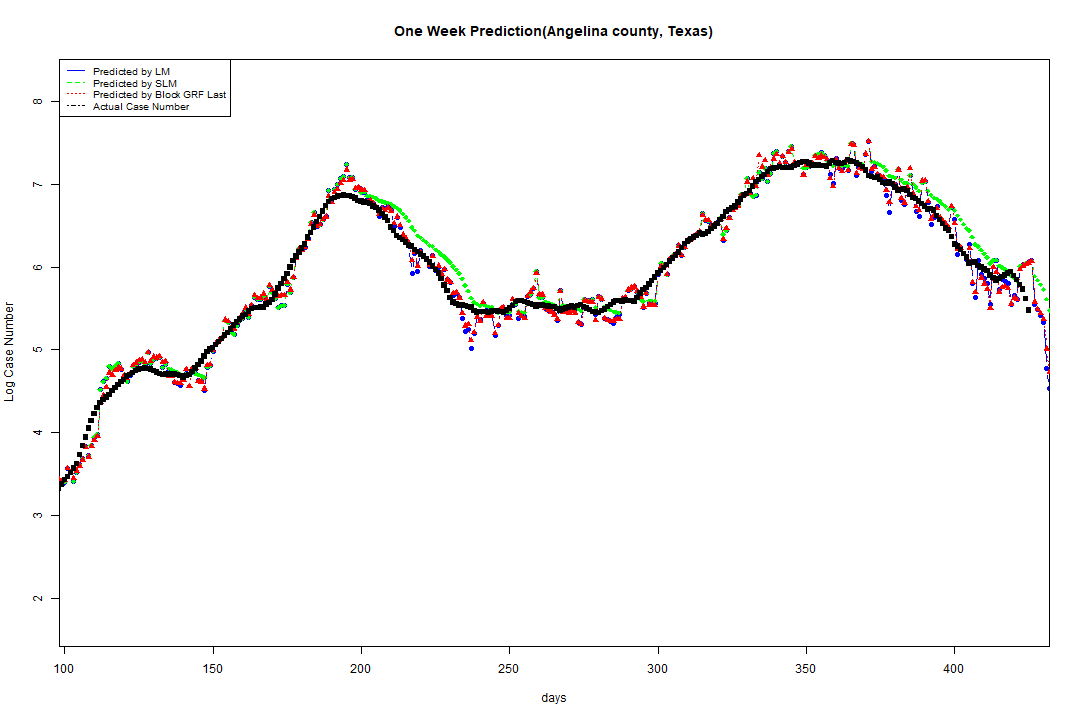 One Week Prediction(Angelina county, Texas)
Predicted by LM
Predicted by SLM
Predicted by Block GRF Last
Actual Case Number
8
7
6
5
4
3
2
Log Case Number
100 150 200 250 300 350 400
days